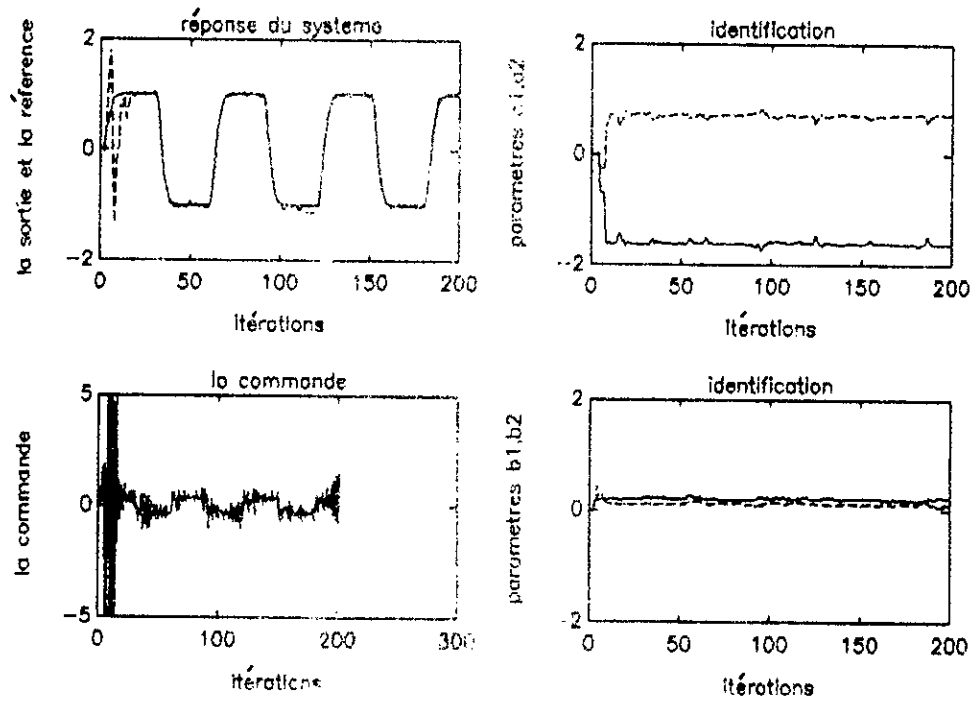 réponse du systeme
la sortie et la réference
2
0
-2
0 50 100 150 200
itérations
identification
parametres a1,a2
2
0
-2
0 50 100 150 200
itérations
la commande
la commande
5
0
-5
0 100 200 300
itérations
identification
parametres b1,b2
2
0
-2
0 50 100 150 200
itérations